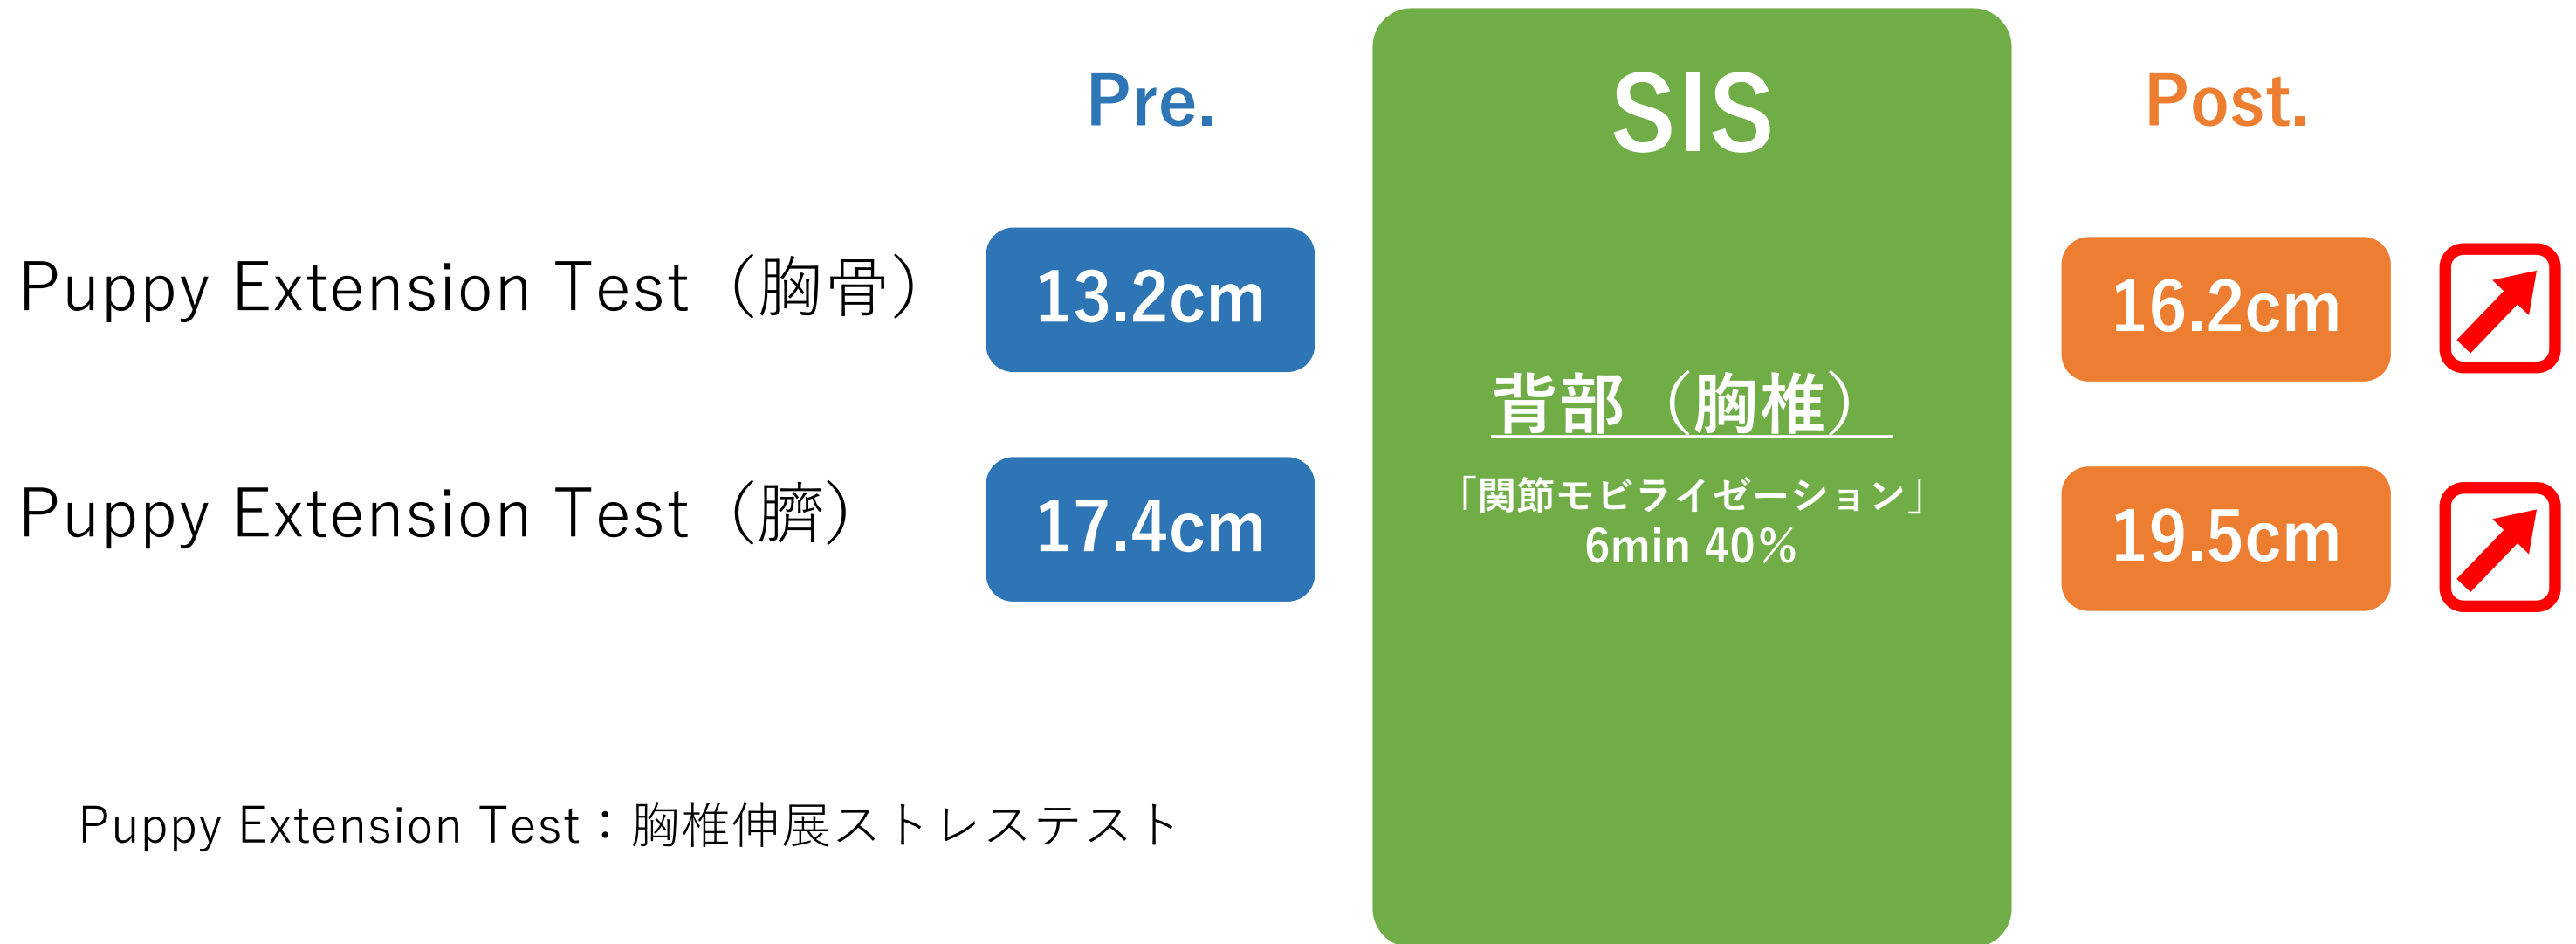 Pre.
SIS
Post.
Puppy Extension Test（胸骨）
13.2cm
16.2cm
背部（胸椎）
「関節モビライゼーション」
6min 40%
Puppy Extension Test（臍）
17.4cm
19.5cm
Puppy Extension Test：胸椎伸展ストレステスト